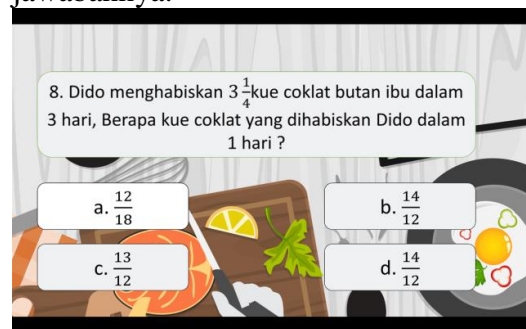 8. Dido menghabiskan 3 1/4 kue coklat butan ibu dalam
3 hari, Berapa kue coklat yang dihabiskan Dido dalam
1 hari ?
a. 12/18
b. 14/12
c. 13/12
d. 14/12